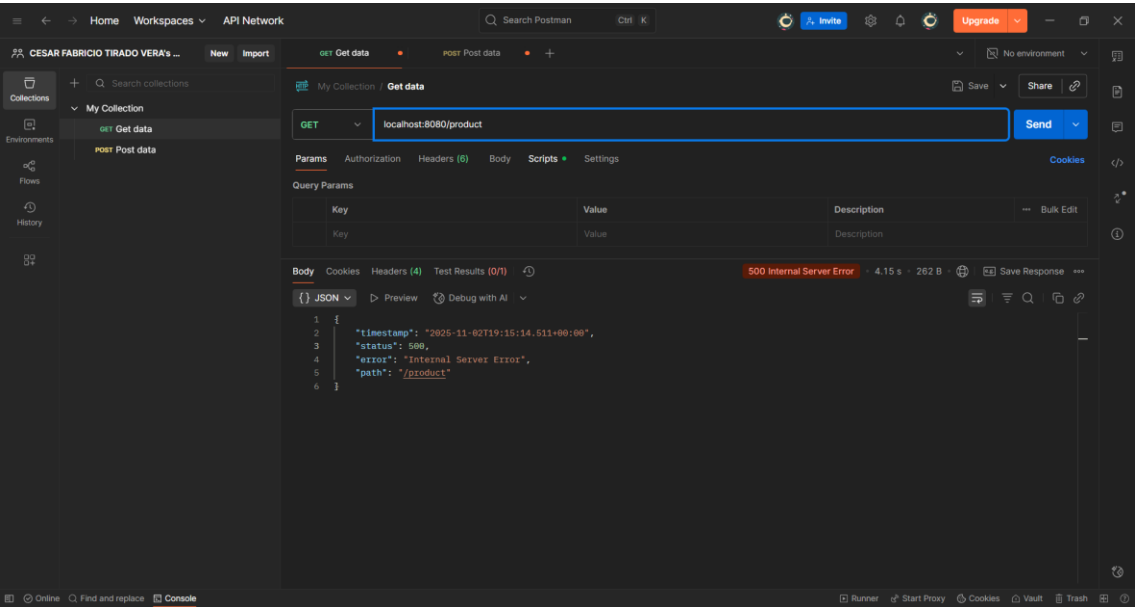 Home Workspaces API Network Search Postman Ctrl K Invite Upgrade
CESAR FABRICIO TIRADO VERA's ... New Import GET Get data POST Post data No environment
Collections
Search collections
My Collection
GET Get data
POST Post data
Environments
Flows
History
HTTP My Collection / Get data Save Share
GET localhost:8080/product Send
Params Authorization Headers (6) Body Scripts Settings Cookies
Query Params
Key Value Description Bulk Edit
Key Value Description
Body Cookies Headers (4) Test Results (0/1) 500 Internal Server Error 4.15 s 262 B Save Response
{} JSON Preview Debug with AI
1 {
2 "timestamp": "2025-11-02T19:15:14.511+00:00",
3 "status": 500,
4 "error": "Internal Server Error",
5 "path": "/product"
6 }
Online Find and replace Console Runner Start Proxy Cookies Vault Trash